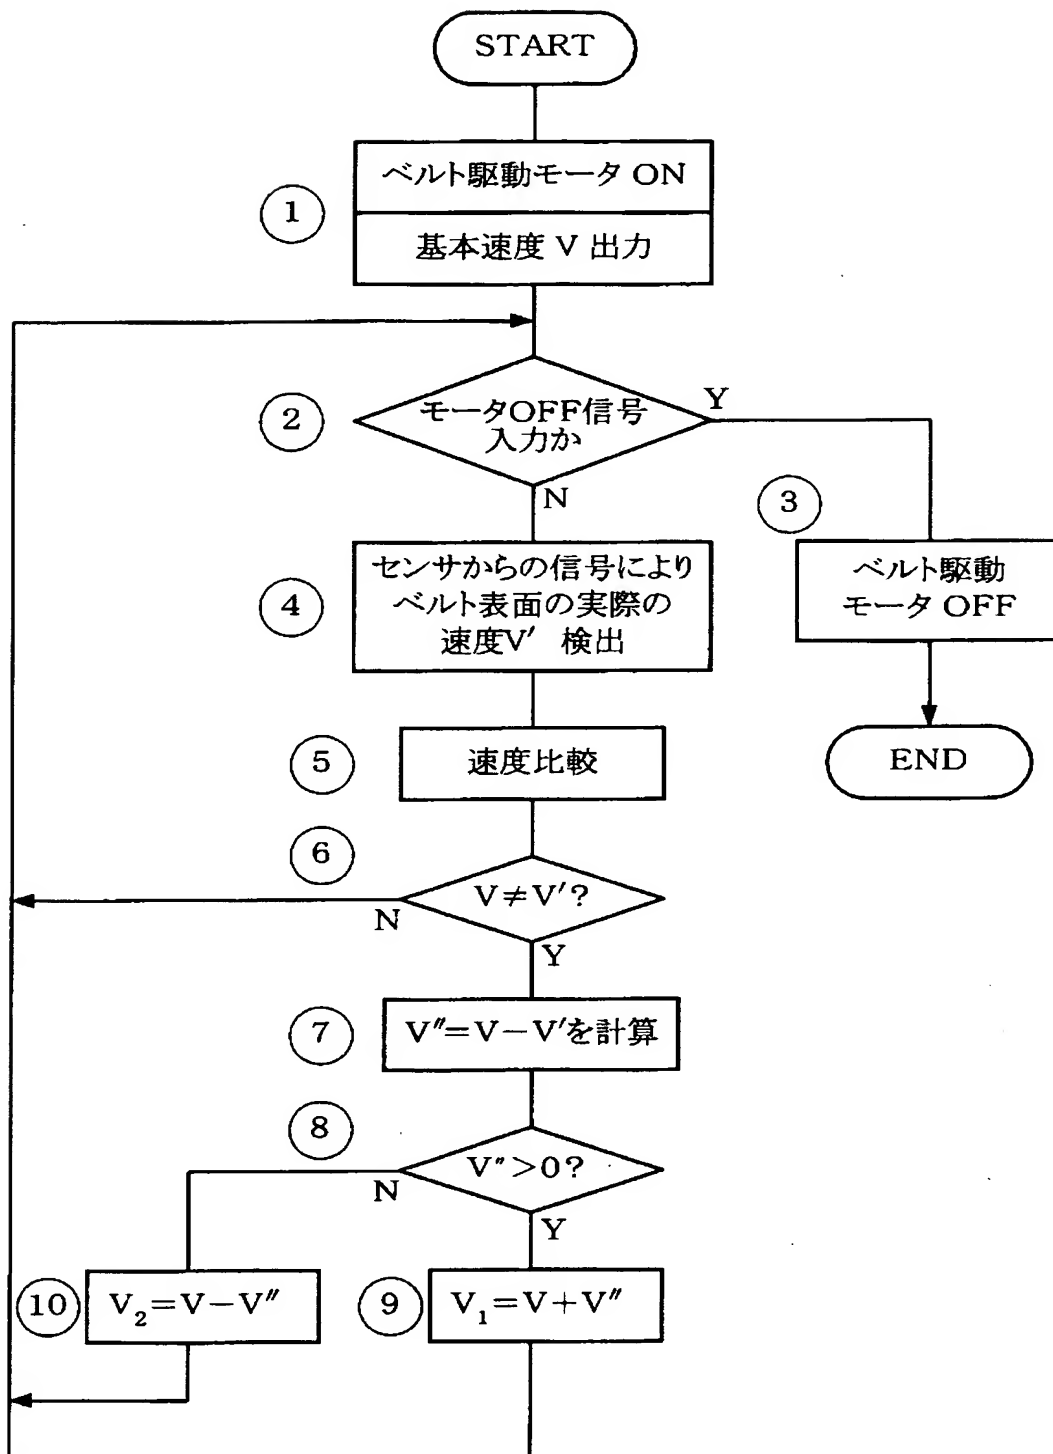 START
ベルト駆動モータ ON
①
基本速度 V 出力
②
モータOFF信号
入力か
Y
N
③
ベルト駆動
モータ OFF
④
センサからの信号により
ベルト表面の実際の
速度V′ 検出
⑤
速度比較
END
⑥
V≠V′?
N
Y
⑦
V″=V−V′を計算
⑧
V″>0?
N
Y
⑩
V₂=V−V″
⑨
V₁=V+V″